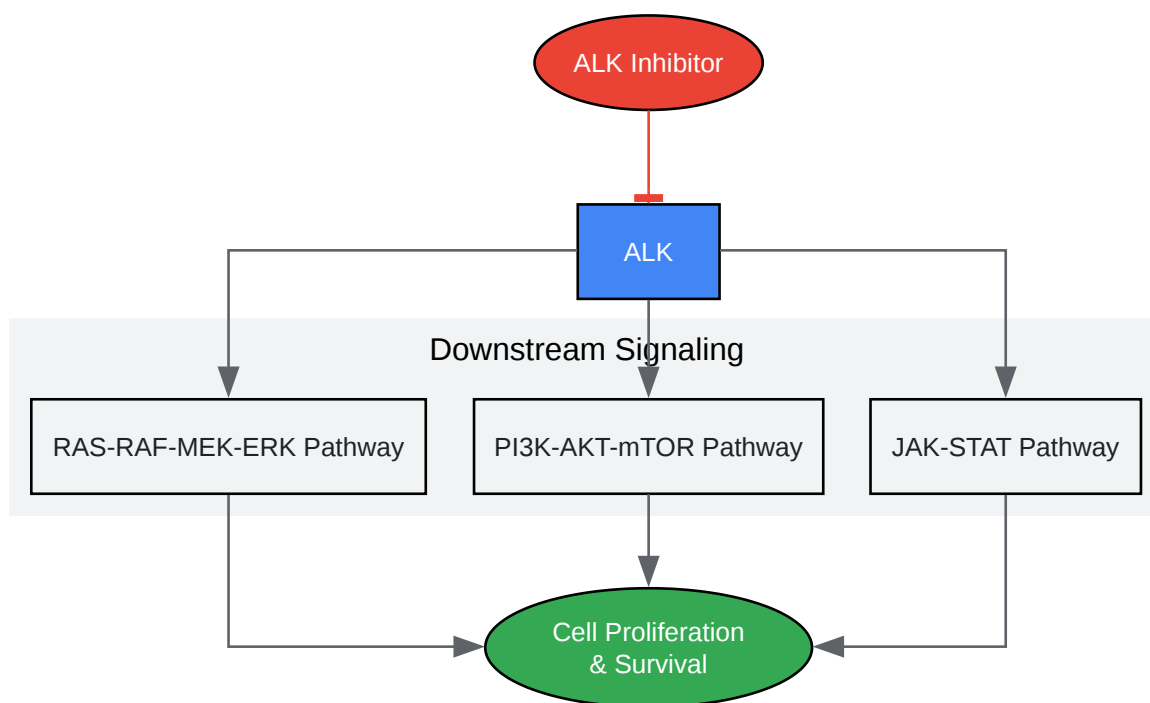 ALK Inhibitor
ALK
Downstream Signaling
RAS-RAF-MEK-ERK Pathway
PI3K-AKT-mTOR Pathway
JAK-STAT Pathway
Cell Proliferation
& Survival